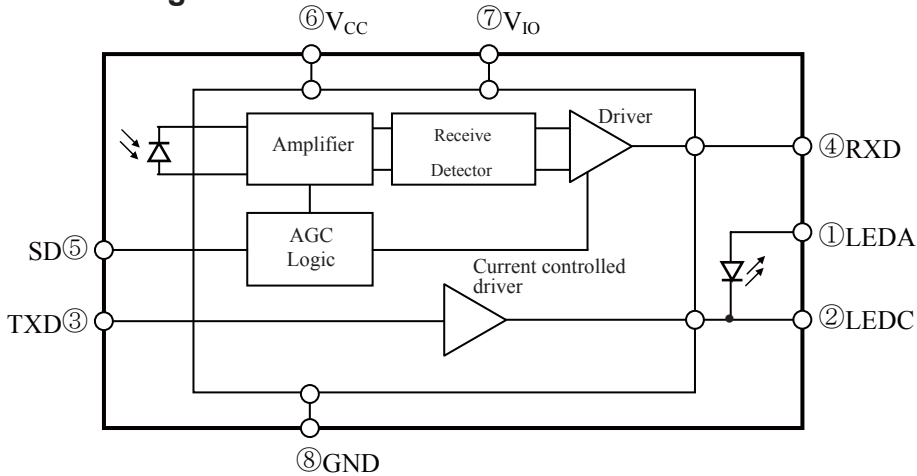 ⑥VCC
⑦VIO
Driver
Amplifier
Receive
Detector
④RXD
①LEDA
SD⑤
AGC
Logic
Current controlled
driver
TXD③
②LEDC
⑧GND